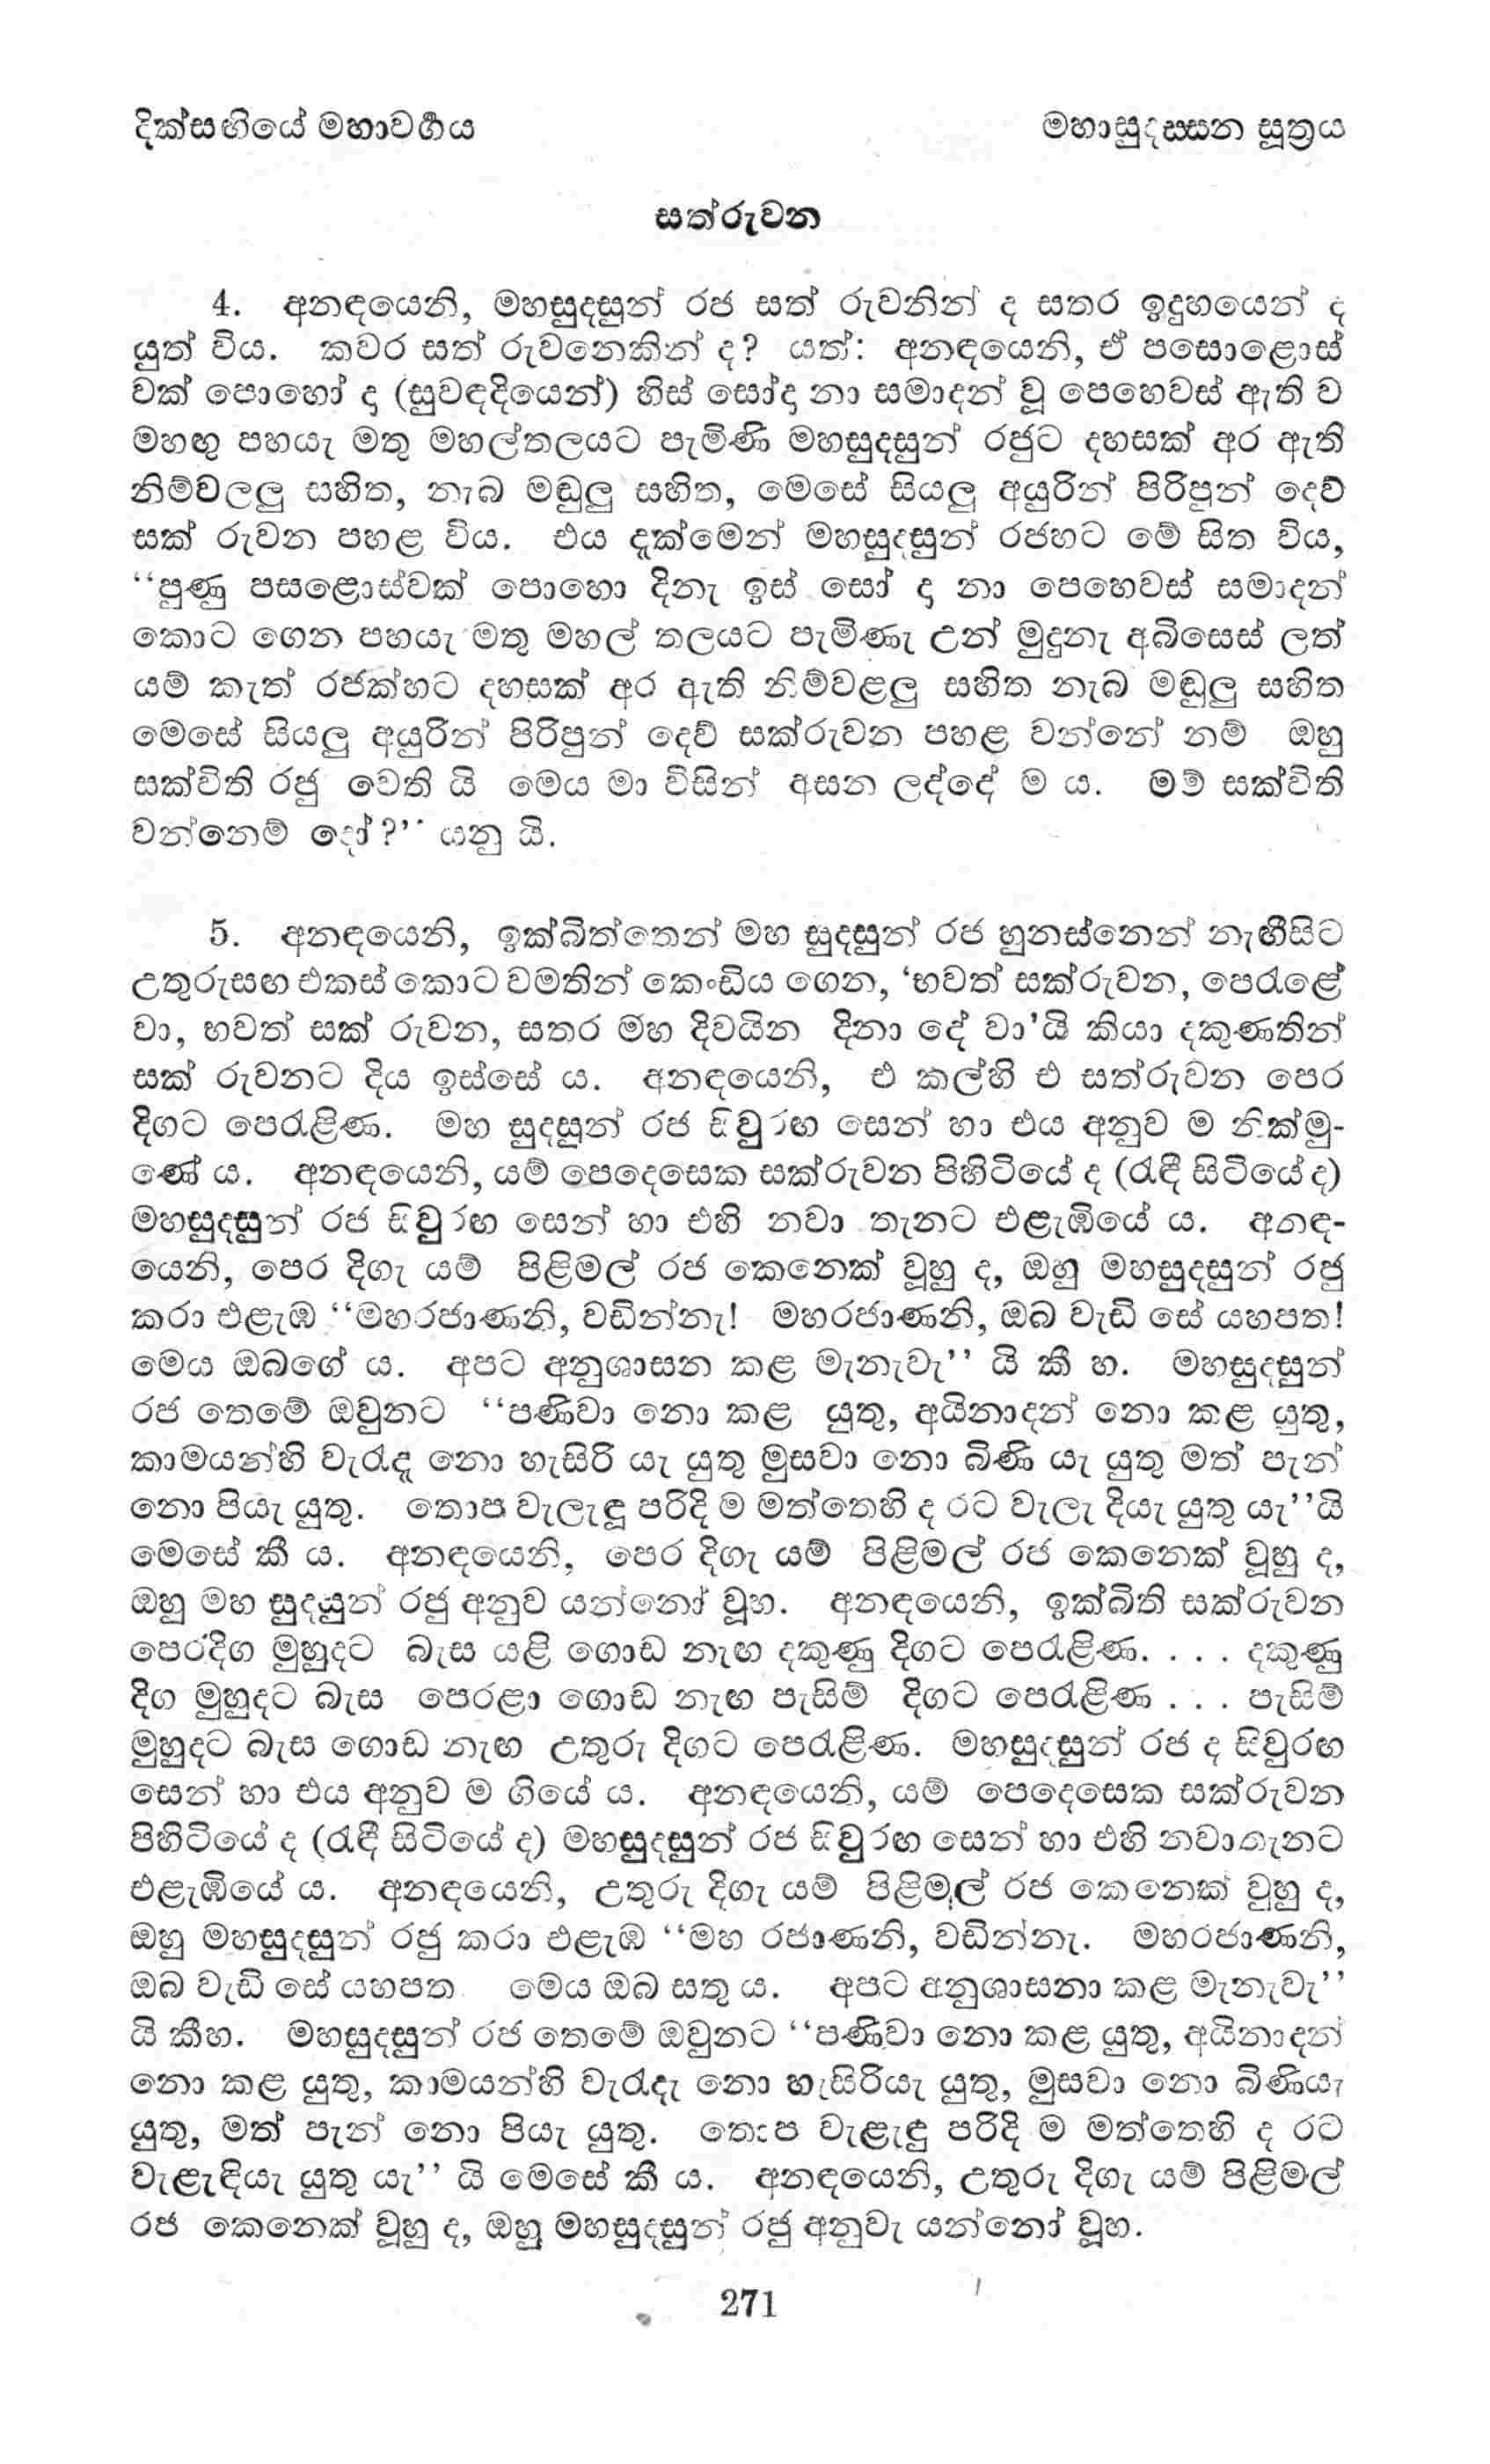 දික්සඟියේ මහාවර්‍ගය
මහාසුදස්සන සූත්‍රය
සත්රුවන
4. අනඳයෙනි, මහසුදසුන් රජ සත් රුවනින් ද සතර ඉදුහයෙන් ද
යුත් විය. කවර සත් රුවනෙකින් ද? යත්: අනඳයෙනි, ඒ පසොළොස්
වක් පොහෝ දා (සුවඳදියෙන්) හිස් සෝදා නා සමාදන් වූ පෙහෙවස් ඇති ව
මහඟු පහයැ මතු මහල්තලයට පැමිණි මහසුදසුන් රජුට දහසක් අර ඇති
නිම්වලලු සහිත, නැබ මඬුලු සහිත, මෙසේ සියලු අයුරින් පිරිපුන් දෙව්
සක් රුවන පහළ විය. එය දැක්මෙන් මහසුදසුන් රජහට මේ සිත විය,
“පුණු පසළොස්වක් පොහො දිනැ ඉස් සෝ දා නා පෙහෙවස් සමාදන්
කොට ගෙන පහයැ මතු මහල් තලයට පැමිණැ උන් මුදුනැ අබිසෙස් ලත්
යම් කැත් රජක්හට දහසක් අර ඇති නිම්වළලු සහිත නැබ මඬුලු සහිත
මෙසේ සියලු අයුරින් පිරිපුන් දෙව් සක්රුවන පහළ වන්නේ නම් ඔහු
සක්විති රජු වෙති යි මෙය මා විසින් අසන ලද්දේ ම ය. මම් සක්විති
වන්නෙම් දෝ?” යනු යි.
5. අනඳයෙනි, ඉක්බිත්තෙන් මහ සුදසුන් රජ හුනස්නෙන් නැඟීසිට
උතුරුසඟ එකස් කොට වමතින් කෙංඩිය ගෙන, ‘භවත් සක්රුවන, පෙරැළේ
වා, භවත් සක් රුවන, සතර මහ දිවයින දිනා දේ වා’යි කියා දකුණතින්
සක් රුවනට දිය ඉස්සේ ය. අනඳයෙනි, එ කල්හි එ සත්රුවන පෙර
දිගට පෙරැළිණ. මහ සුදසුන් රජ සිවුරඟ සෙන් හා එය අනුව ම නික්මු-
ණේ ය. අනඳයෙනි, යම් පෙදෙසෙක සක්රුවන පිහිටියේ ද (රැඳී සිටියේ ද)
මහසුදසුන් රජ සිවුරඟ සෙන් හා එහි නවා තැනට එළැඹියේ ය. අනඳ-
යෙනි, පෙර දිගැ යම් පිළිමල් රජ කෙනෙක් වූහු ද, ඔහු මහසුදසුන් රජු
කරා එළැඹ “මහරජාණනි, වඩින්නැ! මහරජාණනි, ඔබ වැඩි සේ යහපත!
මෙය ඔබගේ ය. අපට අනුශාසන කළ මැනැවැ” යි කී හ. මහසුදසුන්
රජ තෙමේ ඔවුනට “පණිවා නො කළ යුතු, අයිනාදන් නො කළ යුතු,
කාමයන්හි වැරැදැ නො හැසිරි යැ යුතු මුසවා නො බිණි යැ යුතු මත් පැන්
නො පියැ යුතු. තොප වැලැඳූ පරිදි ම මත්තෙහි ද රට වැලැ දියැ යුතු යැ”යි
මෙසේ කී ය. අනඳයෙනි, පෙර දිගැ යම් පිළිමල් රජ කෙනෙක් වූහු ද,
ඔහු මහ සුදයුන් රජු අනුව යන්නෝ වූහ. අනඳයෙනි, ඉක්බිති සක්රුවන
පෙරදිග මුහුදට බැස යළි ගොඩ නැඟ දකුණු දිගට පෙරැළිණ. . . . දකුණු
දිග මුහුදට බැස පෙරළා ගොඩ නැඟ පැසිම් දිගට පෙරැළිණ . . . පැසිම්
මුහුදට බැස ගොඩ නැඟ උතුරු දිගට පෙරැළිණ. මහසුදසුන් රජ ද සිවුරඟ
සෙන් හා එය අනුව ම ගියේ ය. අනඳයෙනි, යම් පෙදෙසෙක සක්රුවන
පිහිටියේ ද (රැඳී සිටියේ ද) මහසුදසුන් රජ සිවුරඟ සෙන් හා එහි නවාතැනට
එළැඹියේ ය. අනඳයෙනි, උතුරු දිගැ යම් පිළිමල් රජ කෙනෙක් වූහු ද,
ඔහු මහසුදසුන් රජු කරා එළැඹ “මහ රජාණනි, වඩින්නැ. මහරජාණනි,
ඔබ වැඩි සේ යහපත මෙය ඔබ සතු ය. අපට අනුශාසනා කළ මැනැවැ”
යි කීහ. මහසුදසුන් රජ තෙමේ ඔවුනට “පණිවා නො කළ යුතු, අයිනාදන්
නො කළ යුතු, කාමයන්හි වැරැදැ නො හැසිරියැ යුතු, මුසවා නො බිණියැ
යුතු, මත් පැන් නො පියැ යුතු. තොප වැළැඳු පරිදි ම මත්තෙහි ද රට
වැළැඳියැ යුතු යැ” යි මෙසේ කී ය. අනඳයෙනි, උතුරු දිගැ යම් පිළිමල්
රජ කෙනෙක් වූහු ද, ඔහු මහසුදසුන් රජු අනුවැ යන්නෝ වූහ.
271